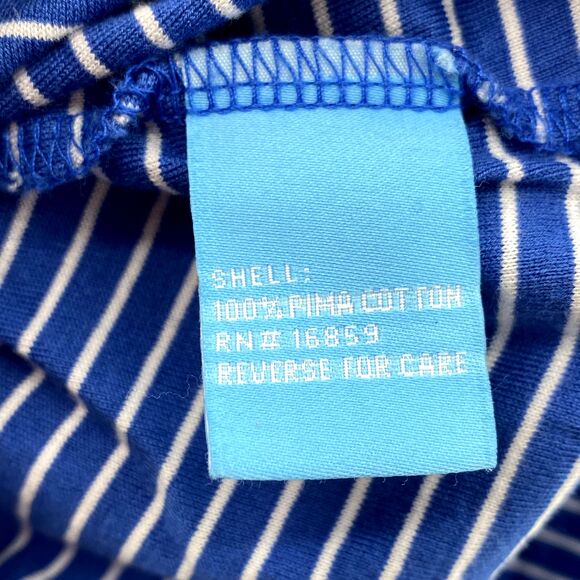 SHELL:
100% PIMA COTTON
RN# 16859
REVERSE FOR CARE